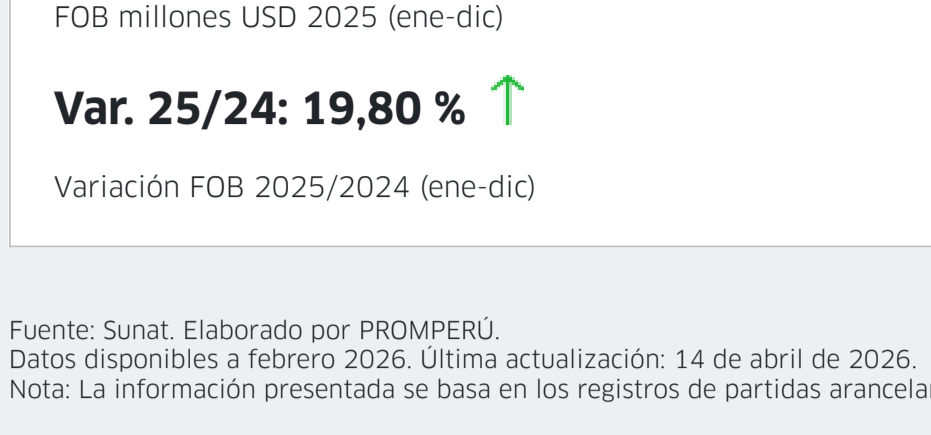 FOB millones USD 2025 (ene-dic)
Var. 25/24: 19,80 % ↑
Variación FOB 2025/2024 (ene-dic)
Fuente: Sunat. Elaborado por PROMPERÚ.
Datos disponibles a febrero 2026. Última actualización: 14 de abril de 2026.
Nota: La información presentada se basa en los registros de partidas